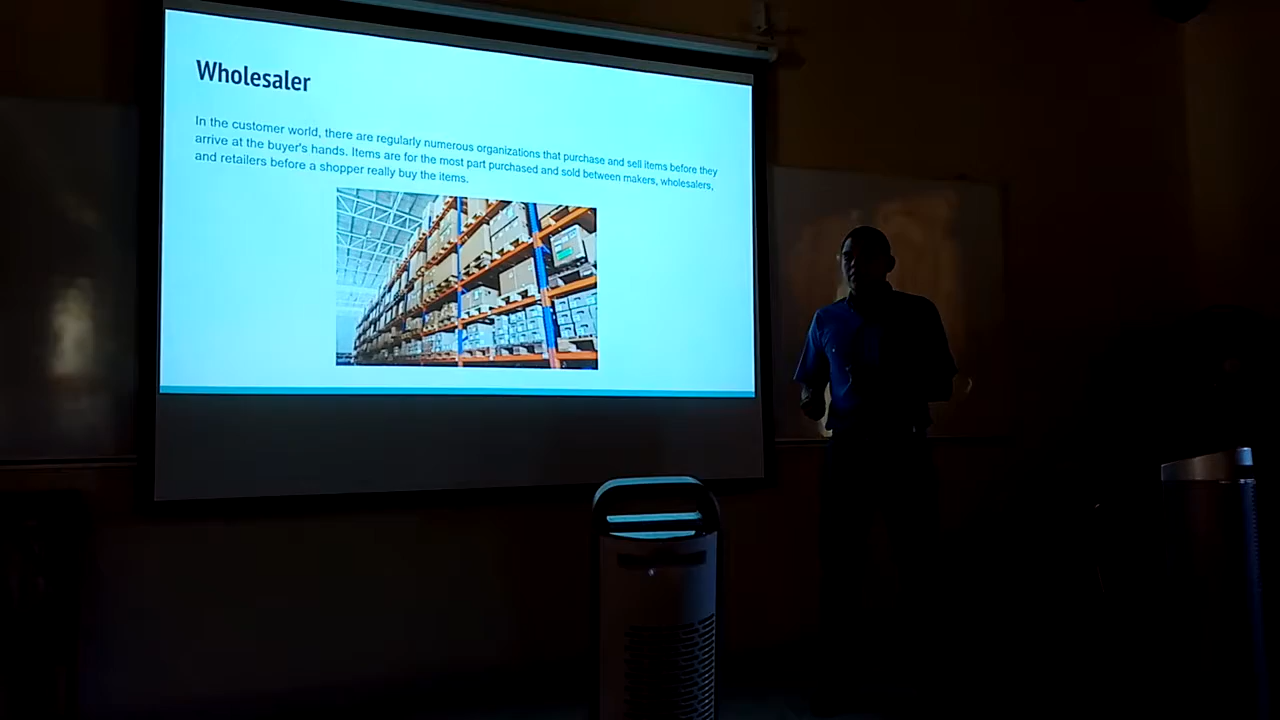 Wholesaler
In the customer world, there are regularly numerous organizations that purchase and sell items before they
arrive at the buyer's hands. Items are for the most part purchased and sold between makers, wholesalers,
and retailers before a shopper really buy the items.